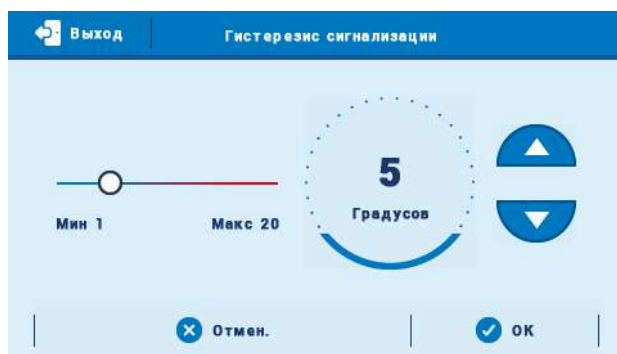 Выход
Гистерезис сигнализации
5
Градусов
Мин 1
Макс 20
Отмен.
OK